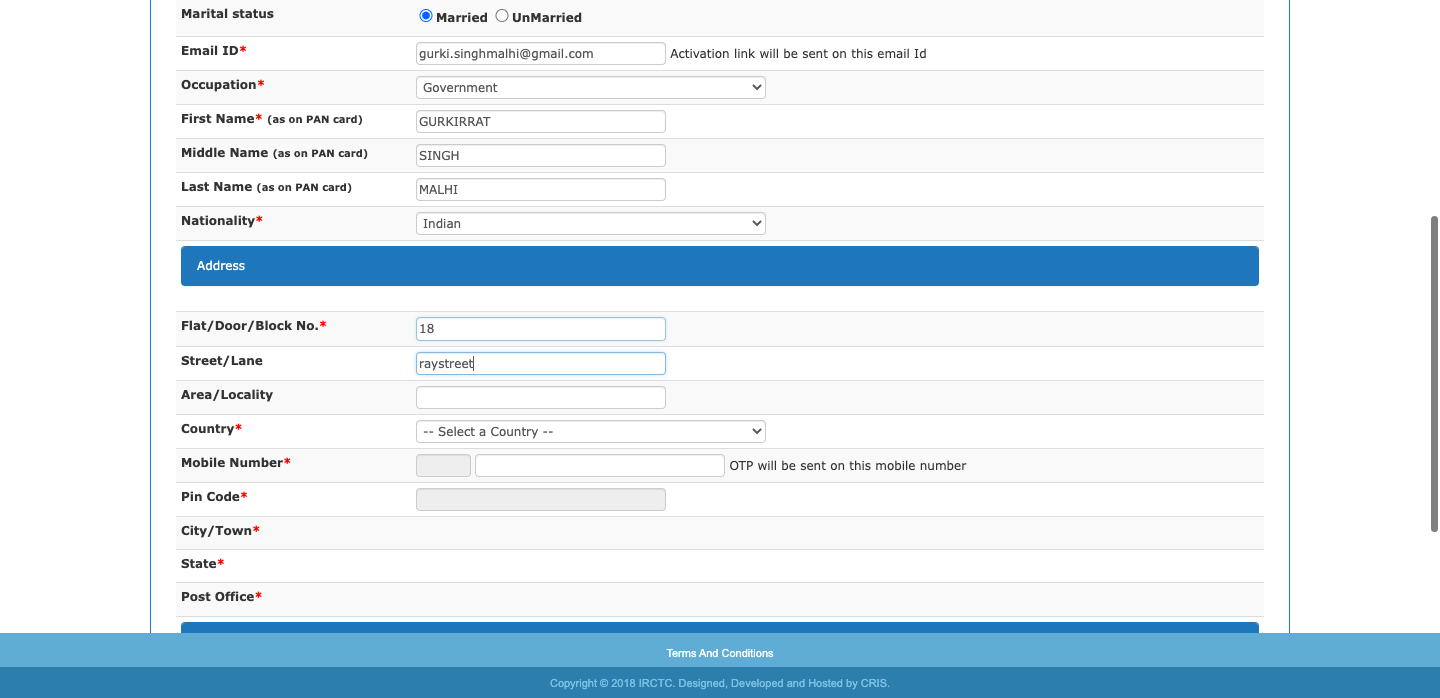 Marital status Married UnMarried
Email ID* gurki.singhmalhi@gmail.com Activation link will be sent on this email Id
Occupation* Government
First Name* (as on PAN card) GURKIRRAT
Middle Name (as on PAN card) SINGH
Last Name (as on PAN card) MALHI
Nationality* Indian
Address
Flat/Door/Block No.* 18
Street/Lane raystreet
Area/Locality
Country* -- Select a Country --
Mobile Number* OTP will be sent on this mobile number
Pin Code*
City/Town*
State*
Post Office*
Terms And Conditions
Copyright © 2018 IRCTC. Designed, Developed and Hosted by CRIS.